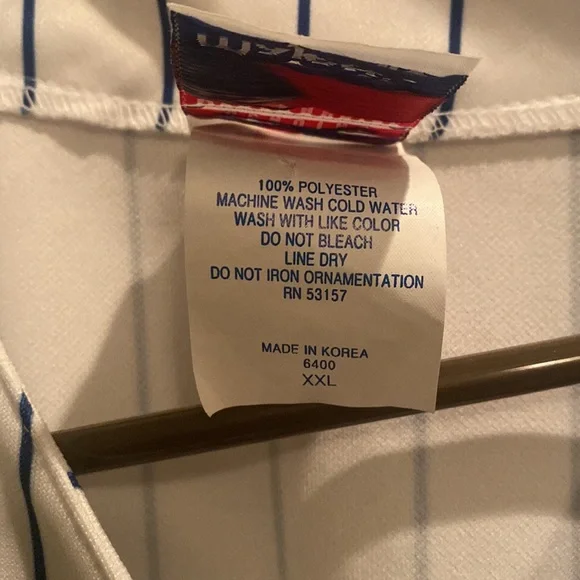 100% POLYESTER
MACHINE WASH COLD WATER
WASH WITH LIKE COLOR
DO NOT BLEACH
LINE DRY
DO NOT IRON ORNAMENTATION
RN 53157
MADE IN KOREA
6400
XXL